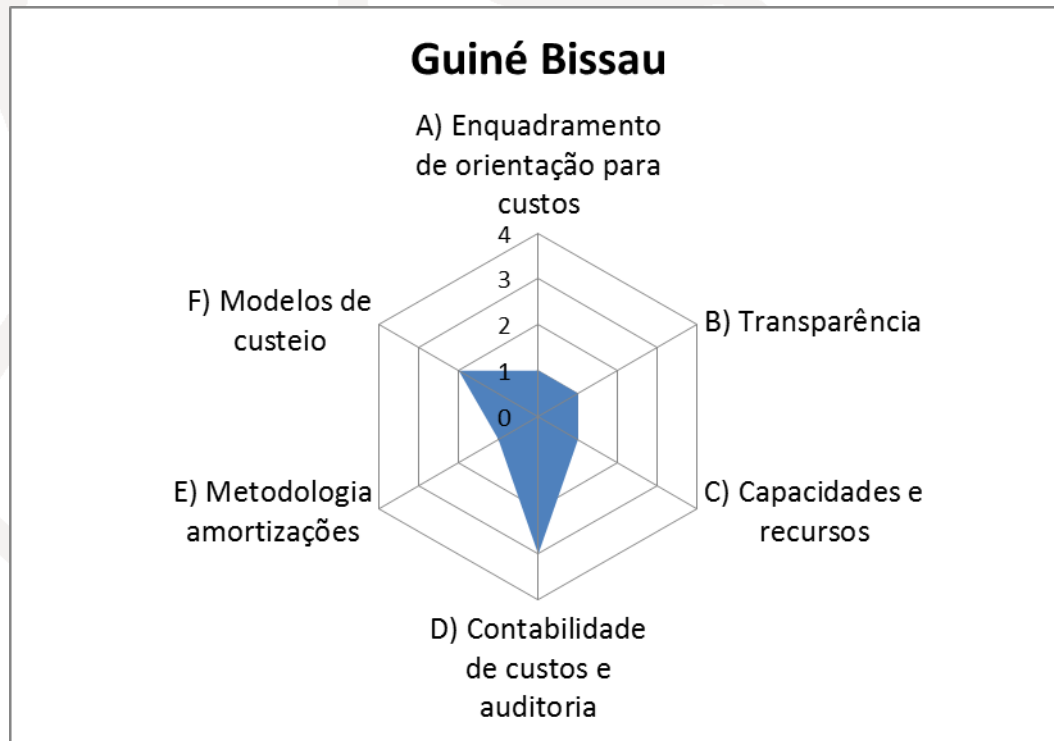 Guiné Bissau
A) Enquadramento
de orientação para
custos
4
3
2
1
0
B) Transparência
C) Capacidades e
recursos
D) Contabilidade
de custos e
auditoria
E) Metodologia
amortizações
F) Modelos de
custeio